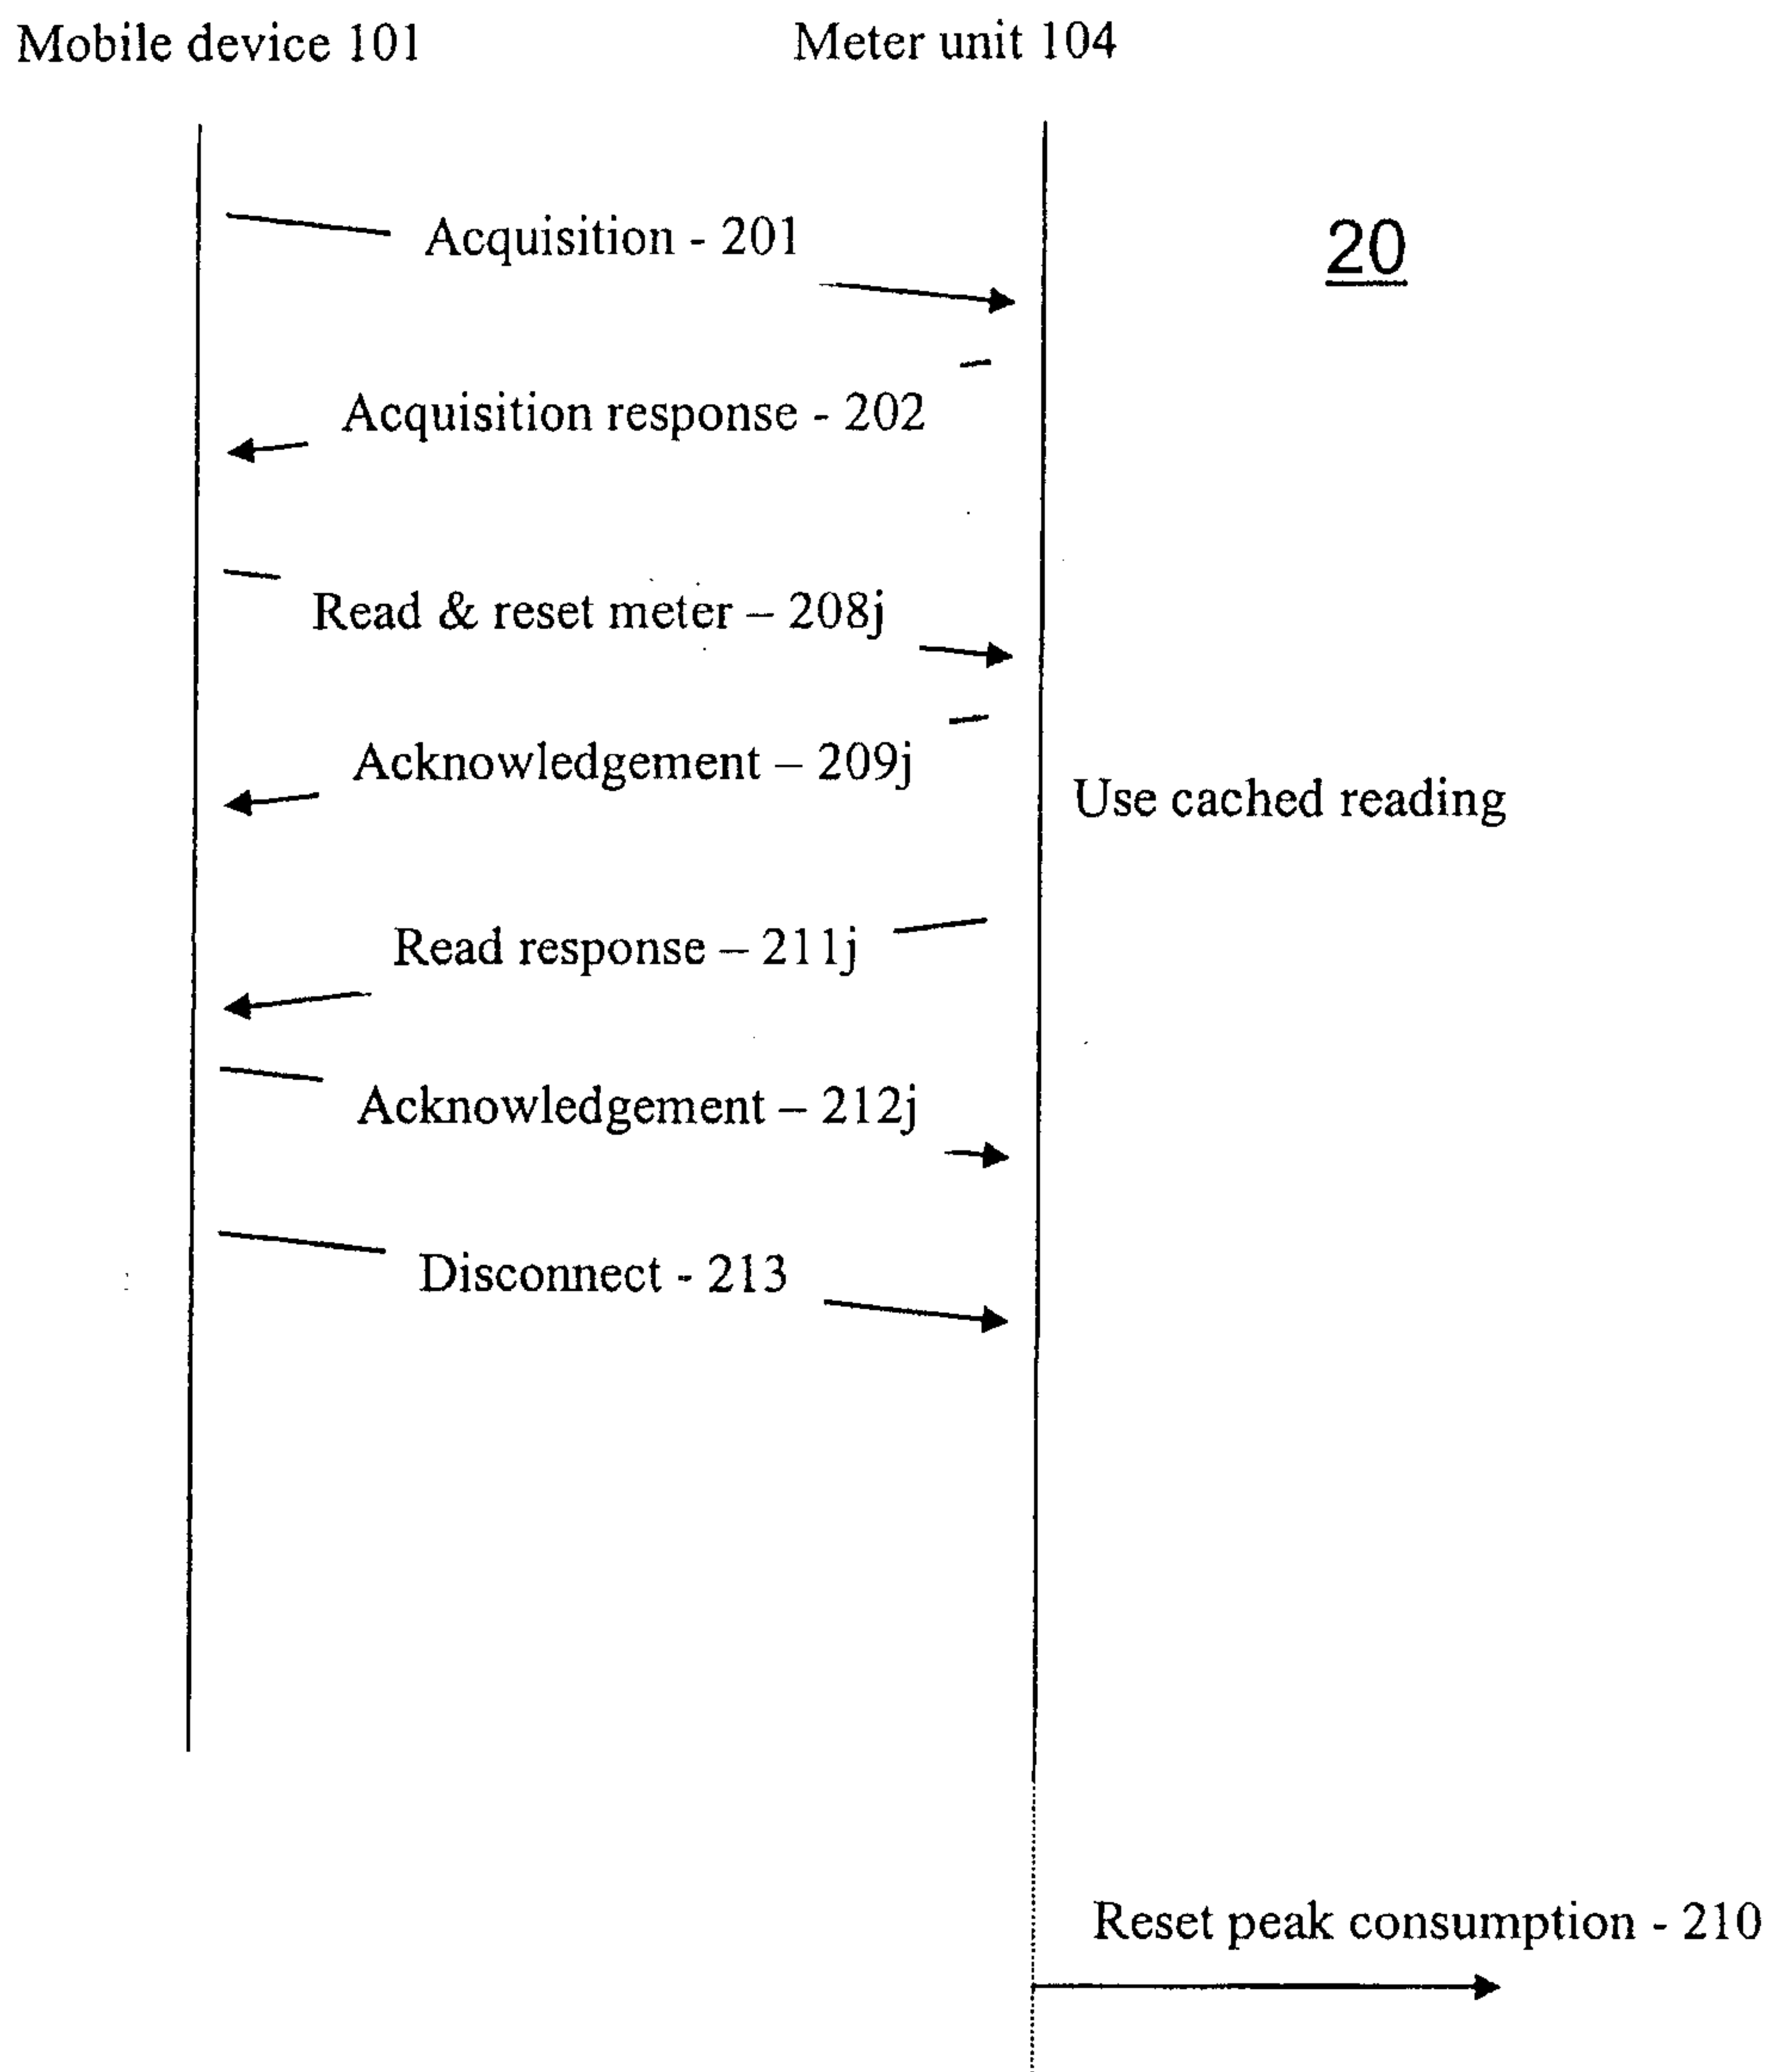 Mobile device 101
Meter unit 104
Acquisition - 201
20
Acquisition response - 202
Read & reset meter – 208j
Acknowledgement – 209j
Use cached reading
Read response – 211j
Acknowledgement – 212j
Disconnect - 213
Reset peak consumption - 210